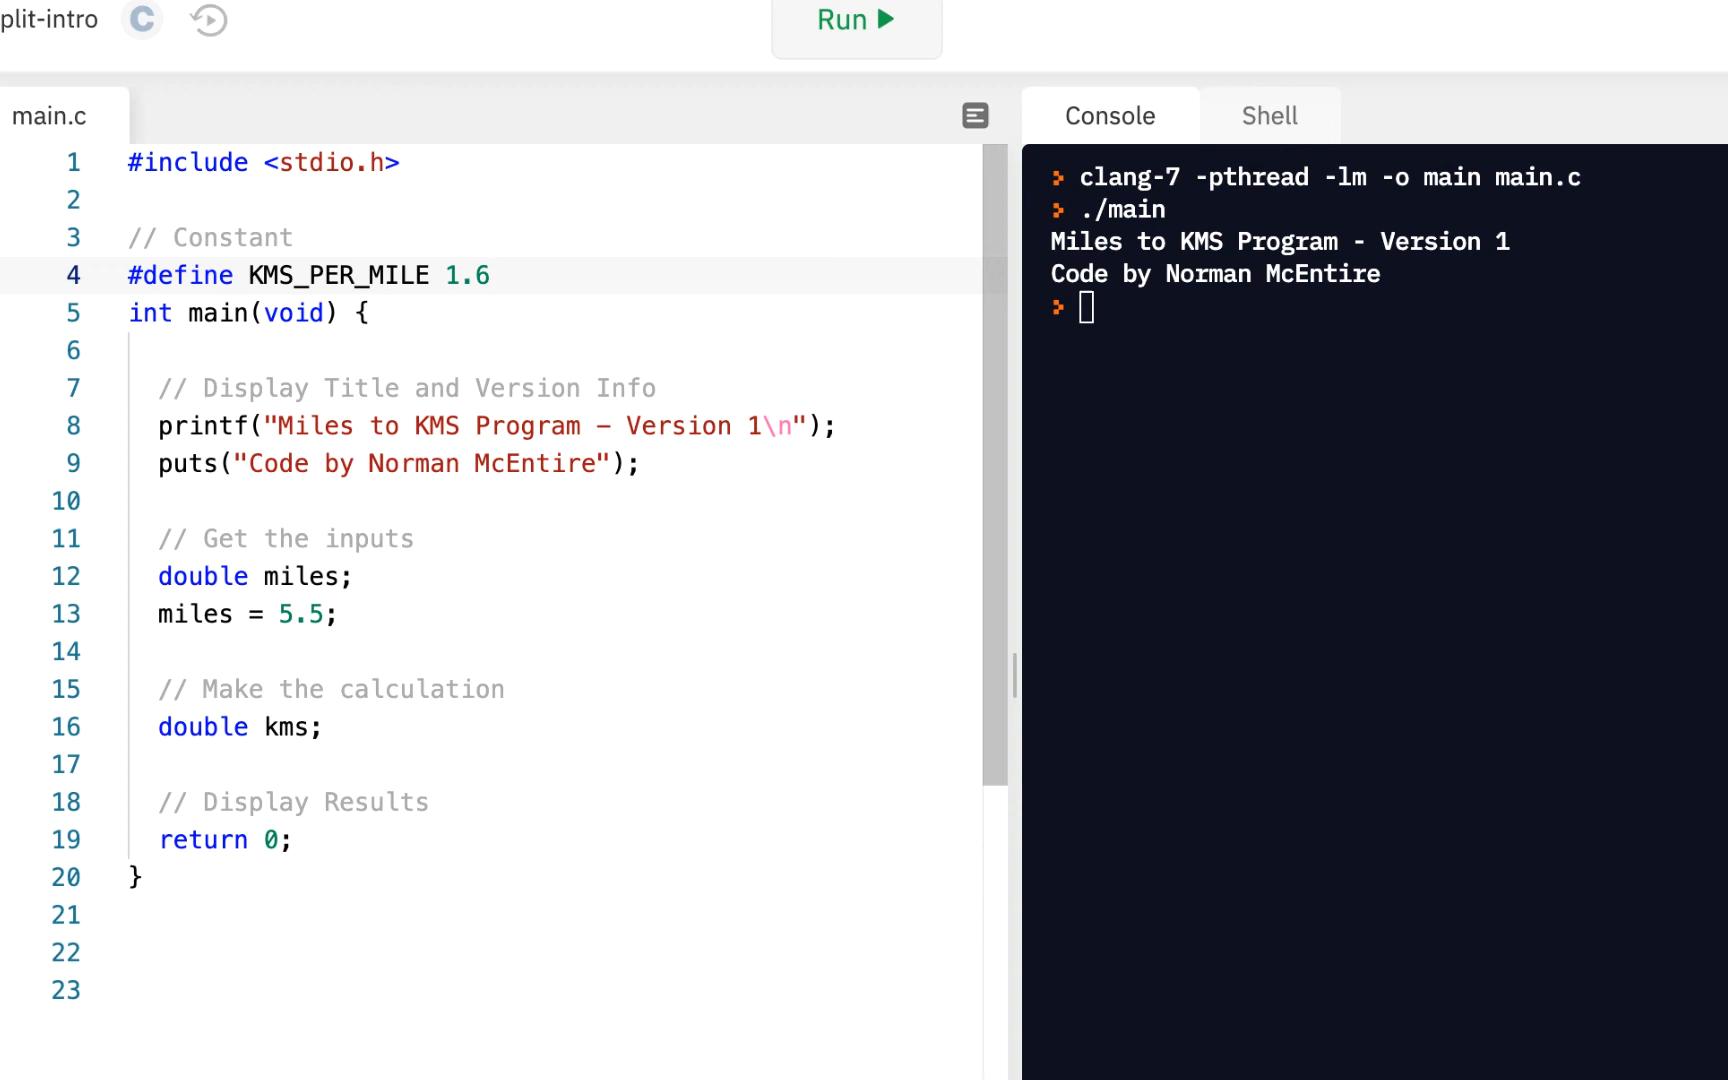 plit-intro C Run
main.c
Console Shell
1 #include <stdio.h>
2
3 // Constant
4 #define KMS_PER_MILE 1.6
5 int main(void) {
6
7 // Display Title and Version Info
8 printf("Miles to KMS Program - Version 1\n");
9 puts("Code by Norman McEntire");
10
11 // Get the inputs
12 double miles;
13 miles = 5.5;
14
15 // Make the calculation
16 double kms;
17
18 // Display Results
19 return 0;
20 }
21
22
23
> clang-7 -pthread -lm -o main main.c
> ./main
Miles to KMS Program - Version 1
Code by Norman McEntire
>